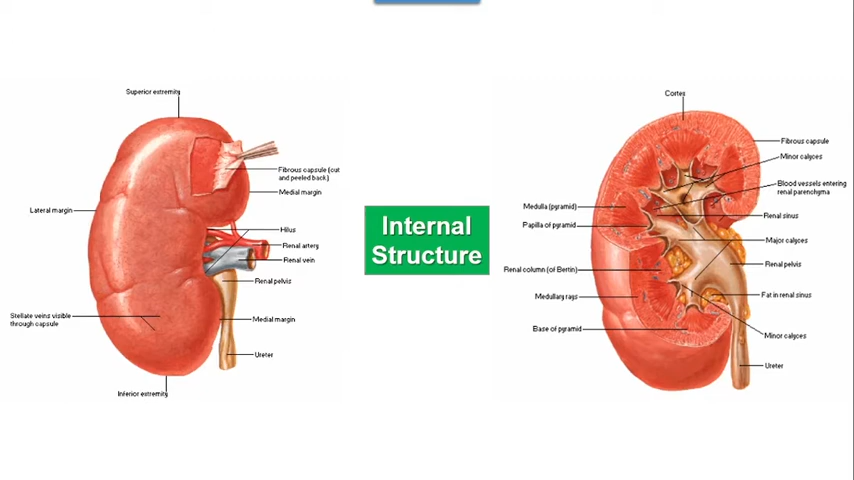 Superior extremity
Fibrous capsule (cut
and peeled back)
Medial margin
Lateral margin
Hilus
Renal artery
Renal vein
Renal pelvis
Stellate veins visible
through capsule
Medial margin
Ureter
Inferior extremity
Internal
Structure
Cortex
Fibrous capsule
Minor calyces
Blood vessels entering
renal parenchyma
Medulla (pyramid)
Renal sinus
Papilla of pyramid
Major calyces
Renal column (of Bertin)
Renal pelvis
Medullary rays
Fat in renal sinus
Base of pyramid
Minor calyces
Ureter